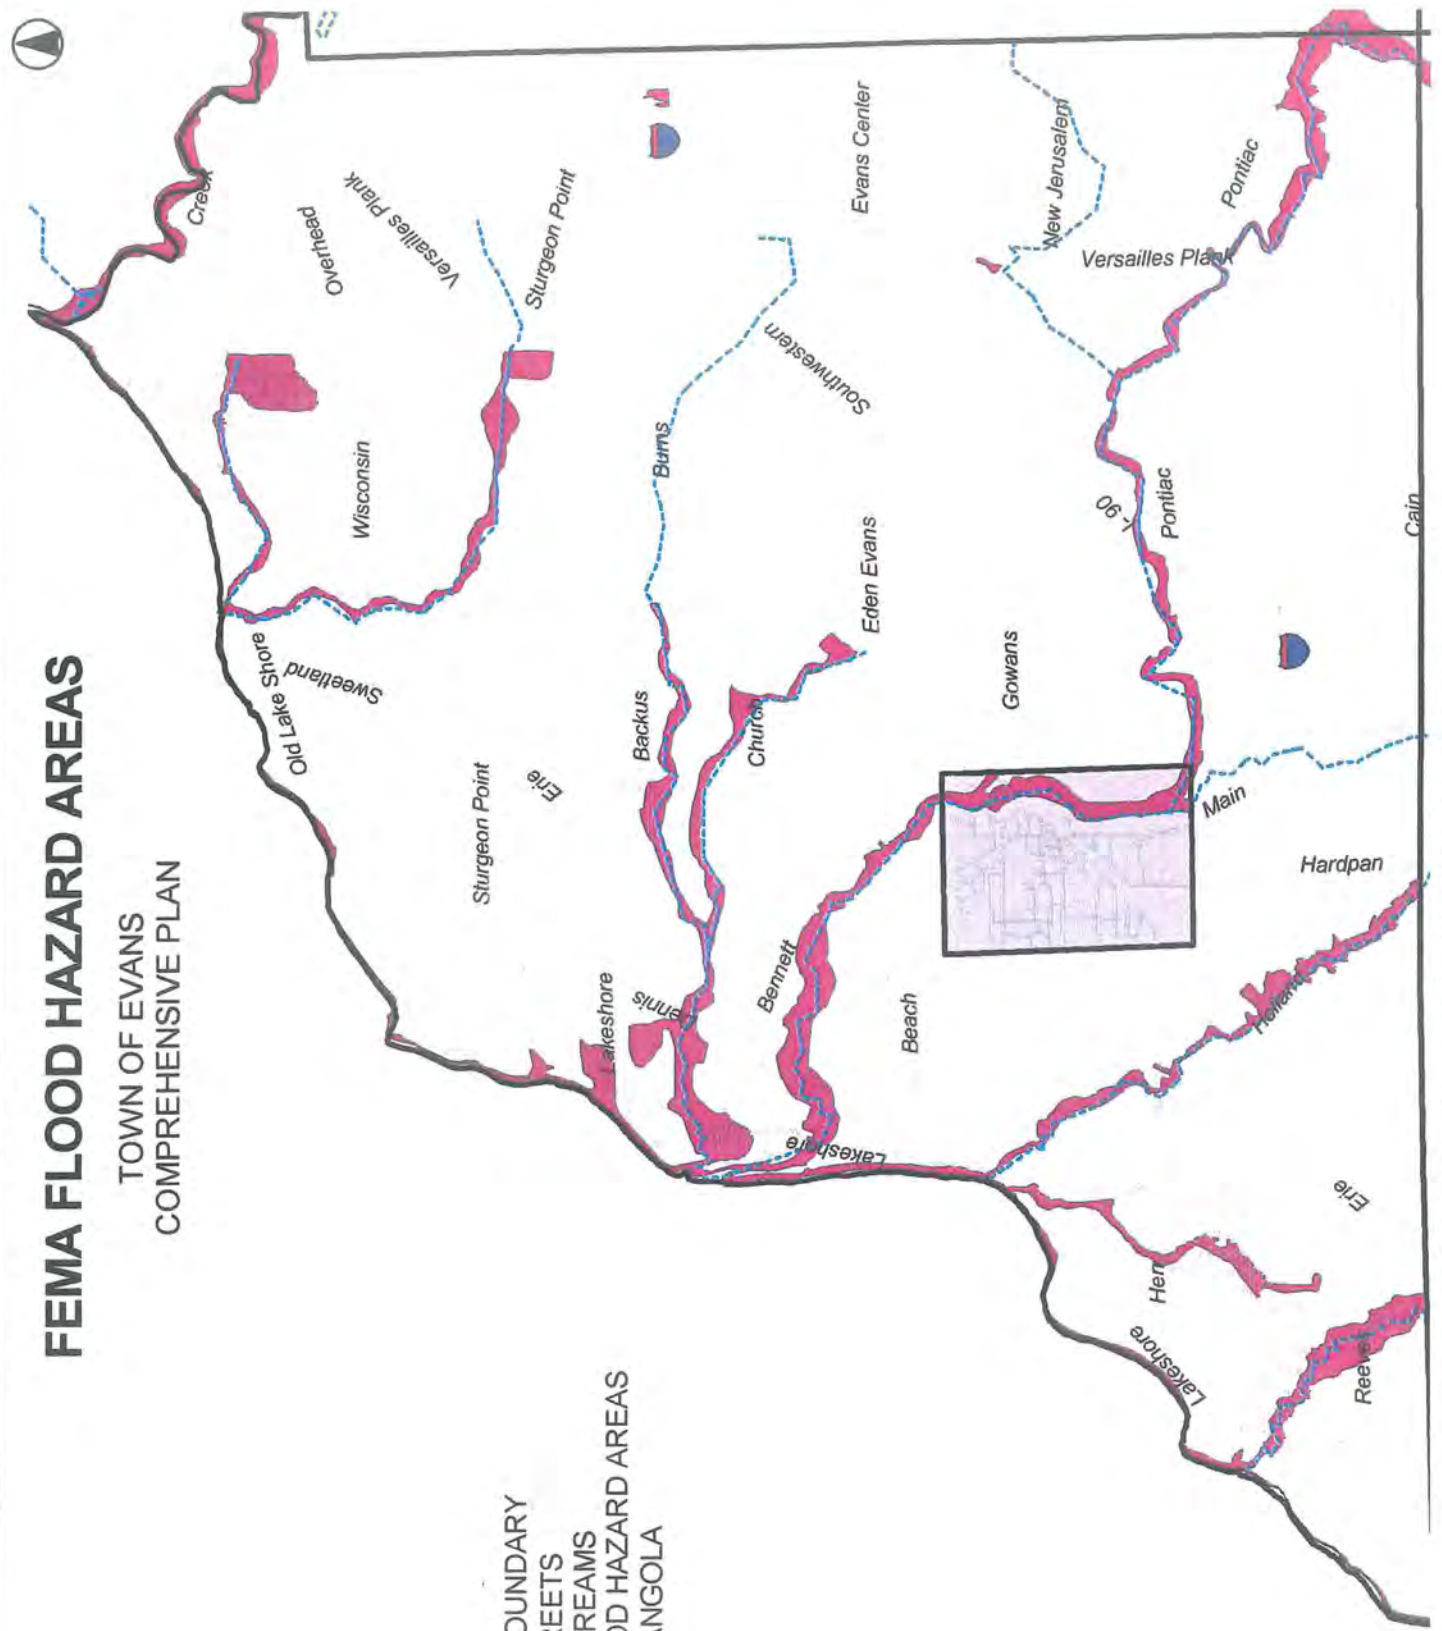 FEMA FLOOD HAZARD AREAS
TOWN OF EVANS
COMPREHENSIVE PLAN
OUNDARY
REETS
REAMS
OD HAZARD AREAS
ANGOLA
Creek
Overhead
Versailles Plank
Sturgeon Point
Wisconsin
Old Lake Shore
Sweetland
Sturgeon Point
Erie
Backus
Burns
Southwestern
Evans Center
New Jerusalem
Versailles Plank
Pontiac
Church
Eden Evans
Gowans
I-90
Pontiac
Cain
Lakeshore
ennis
Bennett
Beach
Main
Hardpan
Lakeshore
Holland
Erie
Hen
Lakeshore
Reeves